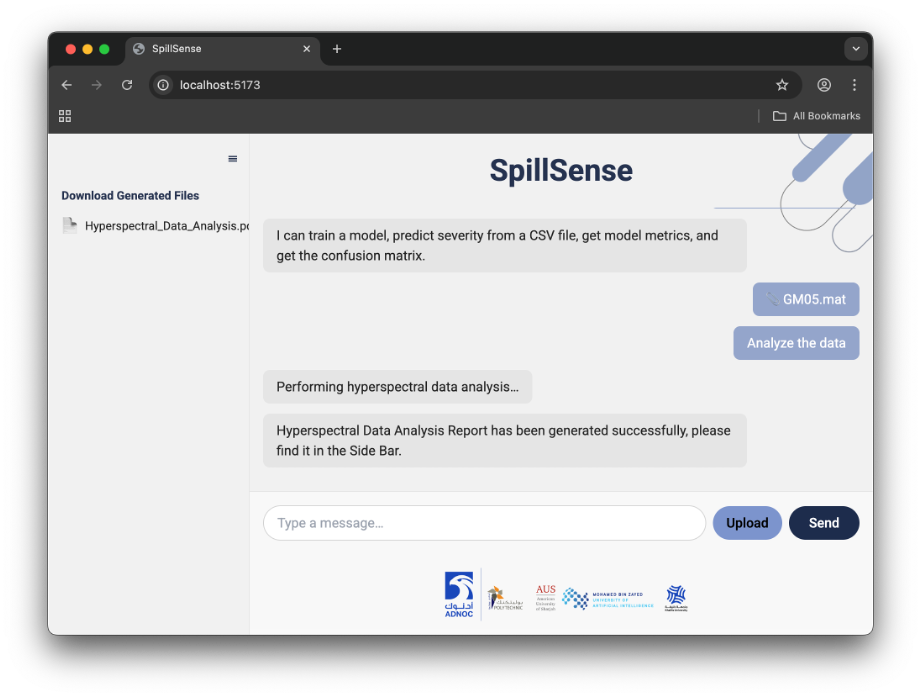 SpillSense
localhost:5173
All Bookmarks
Download Generated Files
Hyperspectral_Data_Analysis.pd
SpillSense
I can train a model, predict severity from a CSV file, get model metrics, and
get the confusion matrix.
GM05.mat
Analyze the data
Performing hyperspectral data analysis...
Hyperspectral Data Analysis Report has been generated successfully, please
find it in the Side Bar.
Type a message...
Upload
Send
أدنوك
ADNOC
POLYTECHNIC
AUS
American
University
of Sharjah
MOHAMED BIN ZAYED
UNIVERSITY OF
ARTIFICIAL INTELLIGENCE